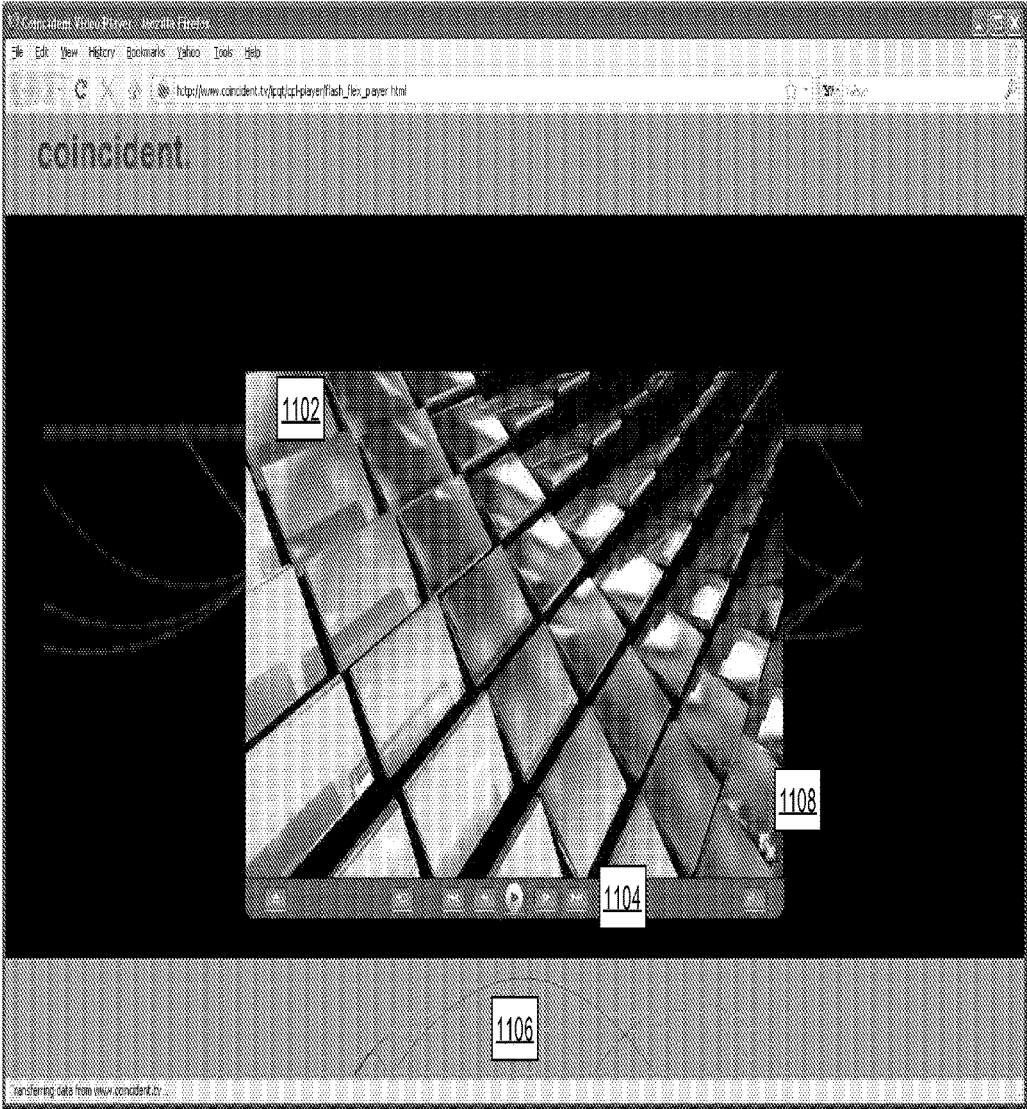 Coincident Video Player - Mozilla Firefox
File Edit View History Bookmarks Yahoo Tools Help
coincident.
1102
1108
1104
1106
Transferring data from www.coincident.tv...